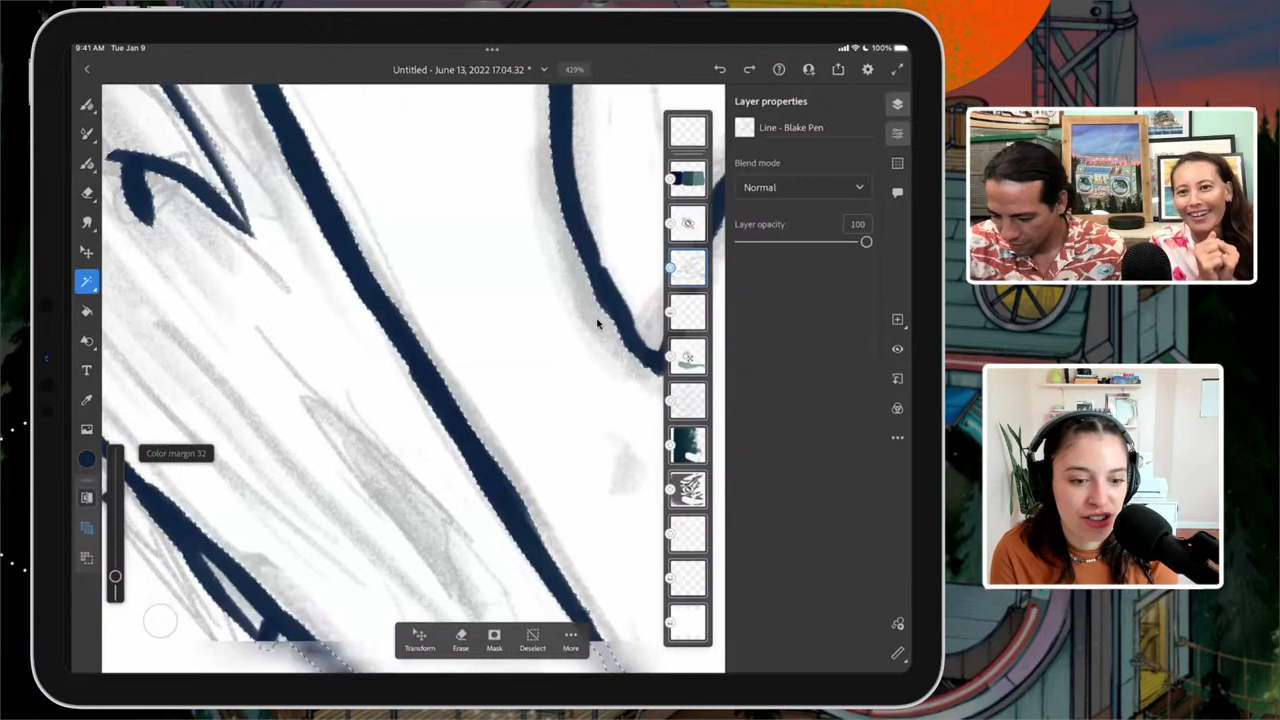 9:41 AM Tue Jan 9
100%
Untitled - June 13, 2022 17.04.32 *
429%
Layer properties
Line - Blake Pen
Blend mode
Normal
Layer opacity
100
T
Color margin 32
Transform
Erase
Mask
Deselect
More